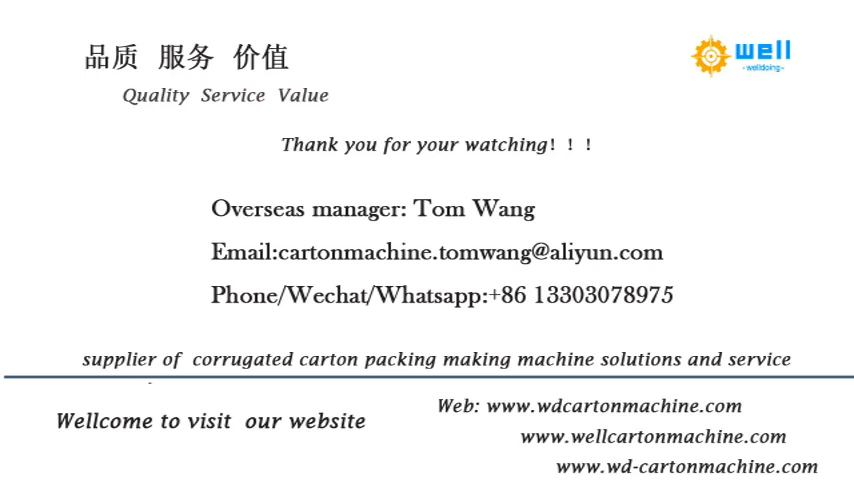 品质 服务 价值
well
-welldoing-
Quality Service Value
Thank you for your watching！！！
Overseas manager: Tom Wang
Email:cartonmachine.tomwang@aliyun.com
Phone/Wechat/Whatsapp:+86 13303078975
supplier of corrugated carton packing making machine solutions and service
Wellcome to visit our website
Web: www.wdcartonmachine.com
www.wellcartonmachine.com
www.wd-cartonmachine.com